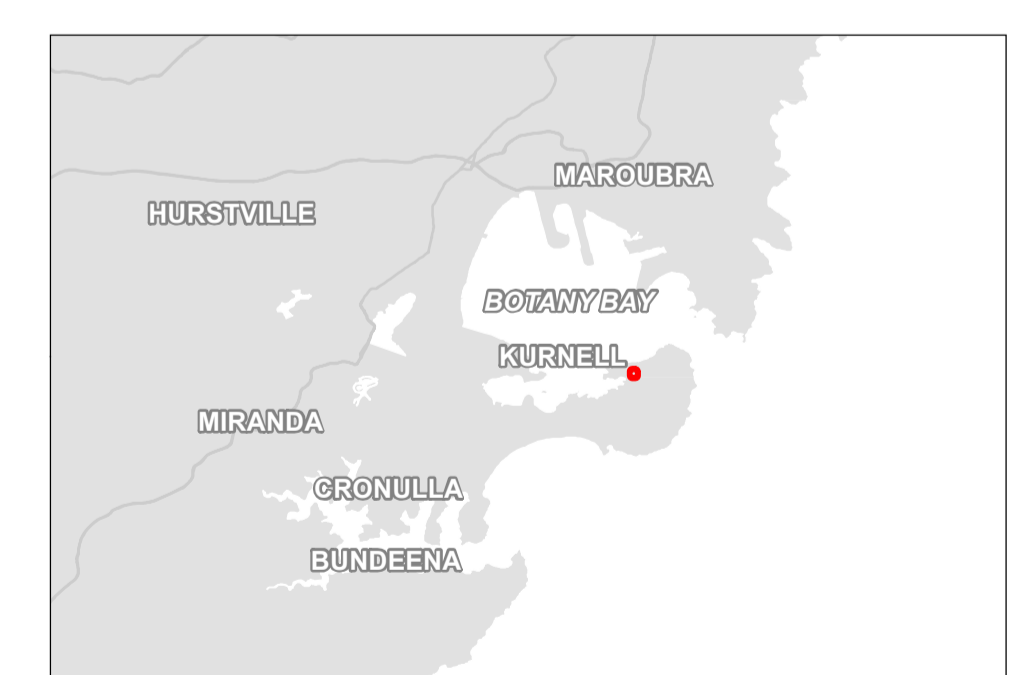 MAROUBRA
HURSTVILLE
BOTANY BAY
KURNELL
MIRANDA
CRONULLA
BUNDEENA